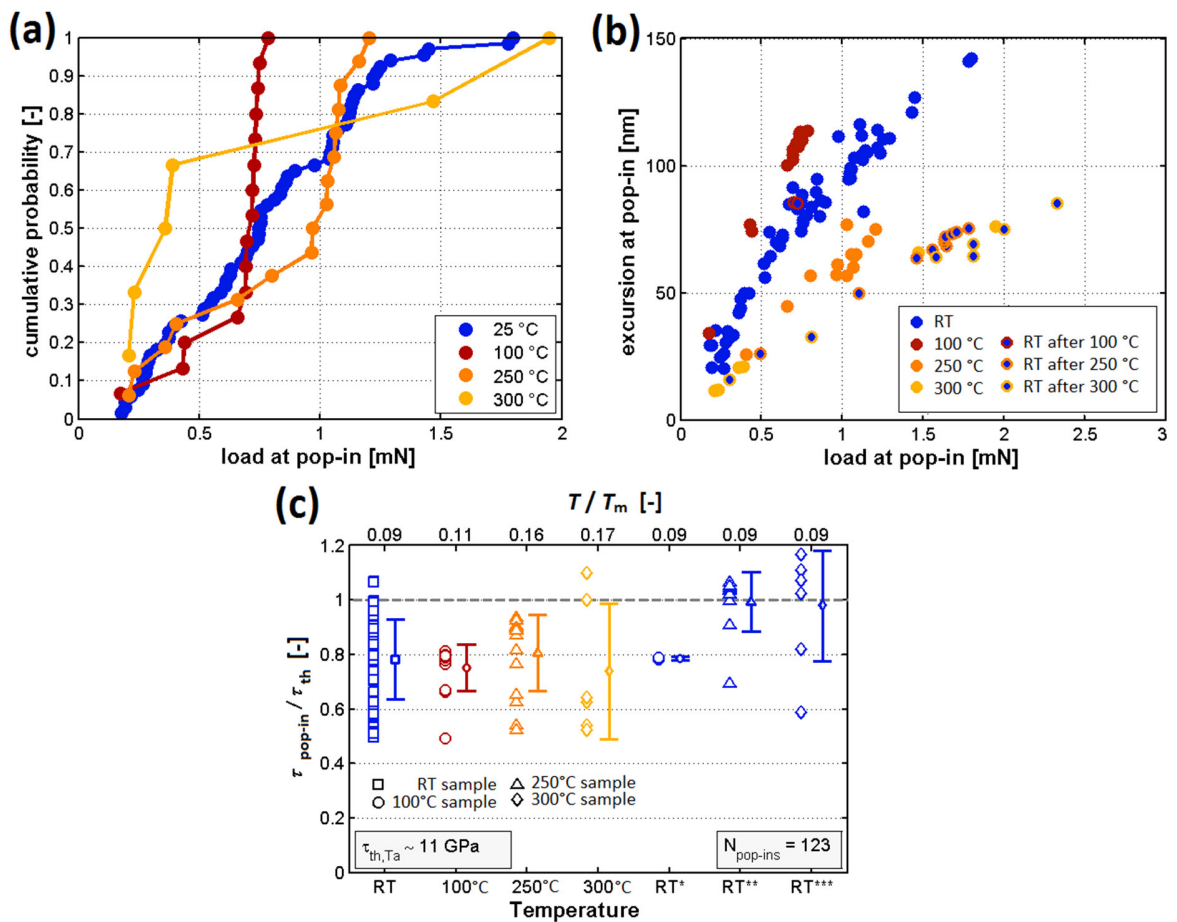 (a)
cumulative probability [-]
1
0.9
0.8
0.7
0.6
0.5
0.4
0.3
0.2
0.1
0
0 0.5 1 1.5 2
load at pop-in [mN]
25 °C
100 °C
250 °C
300 °C
(b)
excursion at pop-in [nm]
150
100
50
0
0 0.5 1 1.5 2 2.5 3
load at pop-in [mN]
RT
100 °C
250 °C
300 °C
RT after 100 °C
RT after 250 °C
RT after 300 °C
(c)
T / Tm [-]
0.09 0.11 0.16 0.17 0.09 0.09 0.09
τ pop-in / τ th [-]
1.2
1
0.8
0.6
0.4
0.2
0
RT sample
100°C sample
250°C sample
300°C sample
τth,Ta ~ 11 GPa
Npop-ins = 123
RT 100°C 250°C 300°C RT* RT** RT***
Temperature